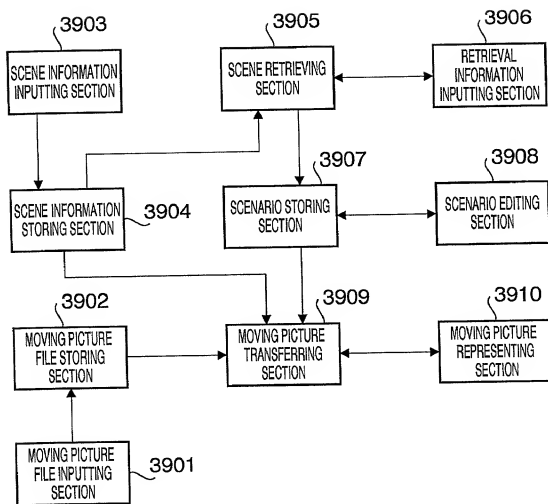 3903
SCENE INFORMATION
INPUTTING SECTION
3905
SCENE RETRIEVING
SECTION
3906
RETRIEVAL
INFORMATION
INPUTTING SECTION
SCENE INFORMATION
STORING SECTION
3904
3907
SCENARIO STORING
SECTION
3908
SCENARIO EDITING
SECTION
3902
MOVING PICTURE
FILE STORING
SECTION
3909
MOVING PICTURE
TRANSFERRING
SECTION
3910
MOVING PICTURE
REPRESENTING
SECTION
MOVING PICTURE
FILE INPUTTING
SECTION
3901